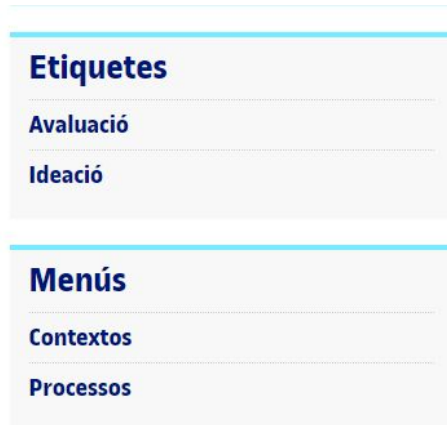 Etiquetes
Avaluació
Ideació
Menús
Contextos
Processos